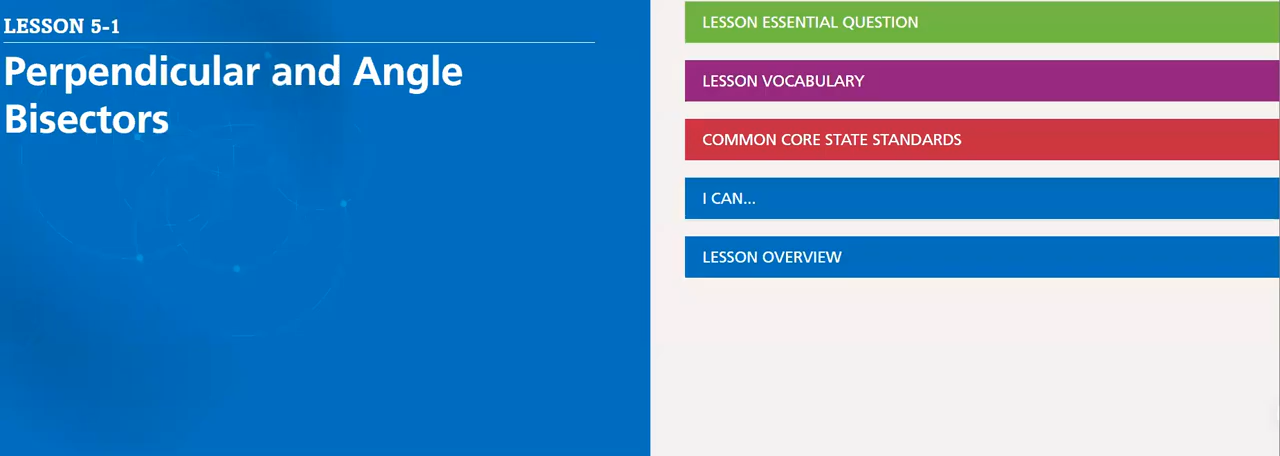 LESSON 5-1
Perpendicular and Angle
Bisectors
LESSON ESSENTIAL QUESTION
LESSON VOCABULARY
COMMON CORE STATE STANDARDS
I CAN...
LESSON OVERVIEW